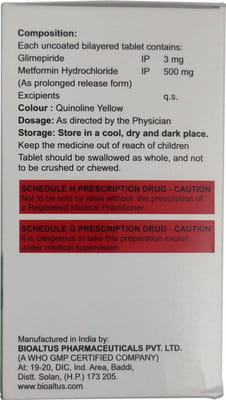 Composition:
Each uncoated bilayered tablet contains:
Glimepiride IP 3 mg
Metformin Hydrochloride IP 500 mg
(As prolonged release form)
Excipients q.s.
Colour : Quinoline Yellow
Dosage: As directed by the Physician
Storage: Store in a cool, dry and dark place.
Keep the medicine out of reach of children
Tablet should be swallowed as whole, and not
to be crushed or chewed.
SCHEDULE H PRESCRIPTION DRUG - CAUTION
Not to be sold by retail without the prescription of
a Registered Medical Practitioner.
SCHEDULE G PRESCRIPTION DRUG - CAUTION
It is dangerous to take this preparation except
under medical supervision.
Manufactured in India by:
BIOALTUS PHARMACEUTICALS PVT. LTD.
(A WHO GMP CERTIFIED COMPANY)
At: 19-20, DIC, Ind. Area, Baddi,
Distt. Solan, (H.P.) 173 205.
www.bioaltus.com